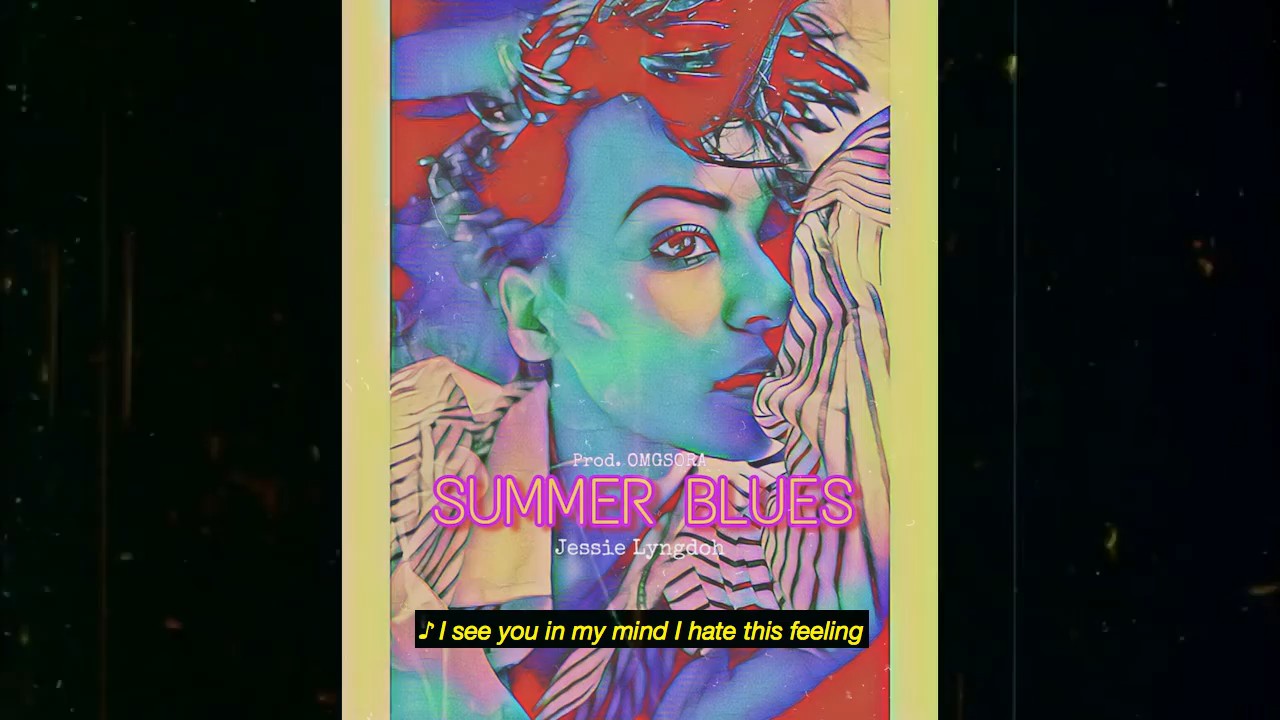 Prod. OMGSORA
SUMMER BLUES
Jessie Lyngdoh
♪ I see you in my mind I hate this feeling